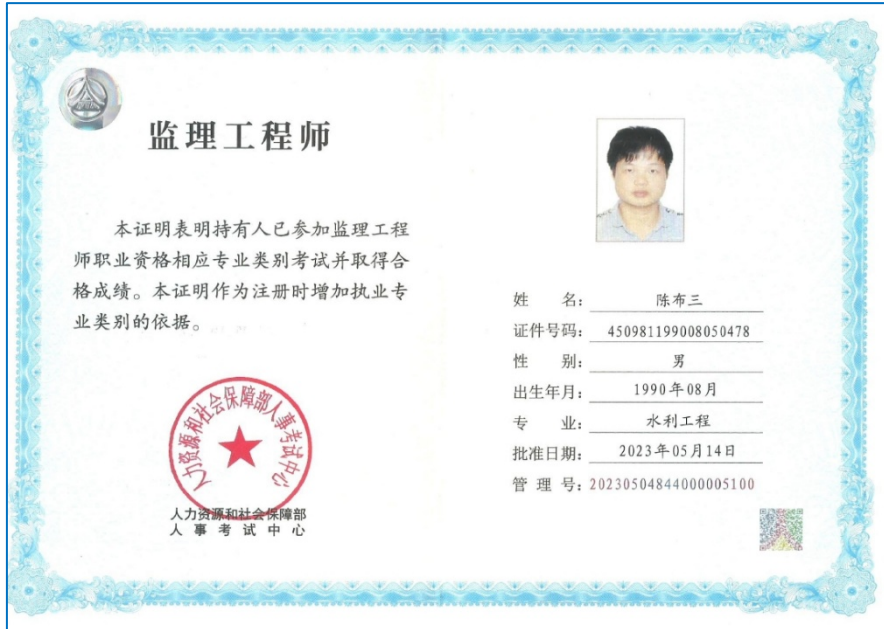 监理工程师
本证明表明持有人已参加监理工程
师职业资格相应专业类别考试并取得合
格成绩。本证明作为注册时增加执业专
业类别的依据。
人力资源和社会保障部人事考试中心
人力资源和社会保障部
人事考试中心
姓 名: 陈布三
证件号码: 450981199008050478
性 别: 男
出生年月: 1990年08月
专 业: 水利工程
批准日期: 2023年05月14日
管 理 号: 20230504844000005100